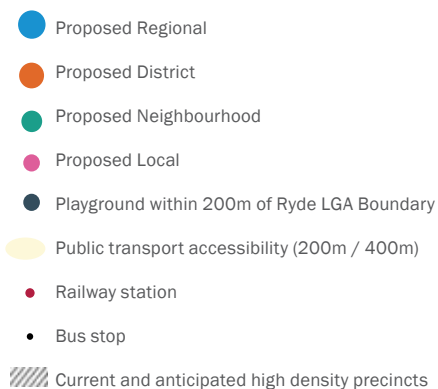 Proposed Regional
Proposed District
Proposed Neighbourhood
Proposed Local
Playground within 200m of Ryde LGA Boundary
Public transport accessibility (200m / 400m)
Railway station
Bus stop
Current and anticipated high density precincts